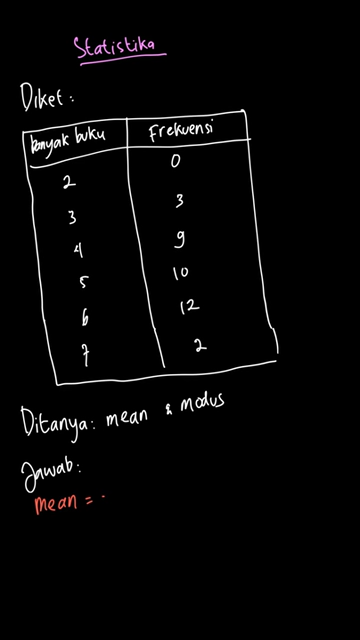 Statistika
Diket :
banyak buku Frekuensi
2 0
3 3
4 9
5 10
6 12
7 2
Ditanya : mean & modus
Jawab :
mean = .